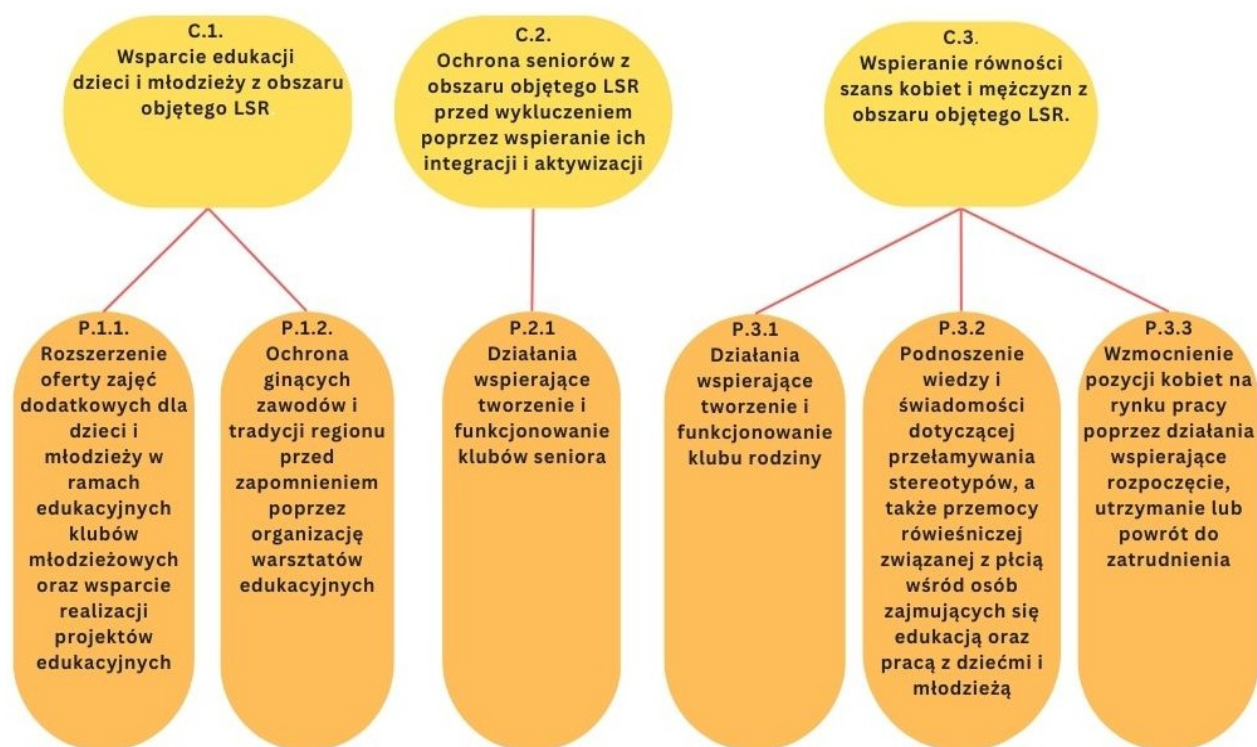 C.1.
Wsparcie edukacji
dzieci i młodzieży z obszaru
objętego LSR
C.2.
Ochrona seniorów z
obszaru objętego LSR
przed wykluczeniem
poprzez wspieranie ich
integracji i aktywizacji
C.3.
Wspieranie równości
szans kobiet i mężczyzn z
obszaru objętego LSR.
P.1.1.
Rozszerzenie
oferty zajęć
dodatkowych dla
dzieci i
młodzieży w
ramach
edukacyjnych
klubów
młodzieżowych
oraz wsparcie
realizacji
projektów
edukacyjnych
P.1.2.
Ochrona
ginących
zawodów i
tradycji regionu
przed
zapomnieniem
poprzez
organizację
warsztatów
edukacyjnych
P.2.1
Działania
wspierające
tworzenie i
funkcjonowanie
klubów seniora
P.3.1
Działania
wspierające
tworzenie i
funkcjonowanie
klubu rodziny
P.3.2
Podnoszenie
wiedzy i
świadomości
dotyczącej
przełamywania
stereotypów, a
także przemocy
rówieśniczej
związanej z płcią
wśród osób
zajmujących się
edukacją oraz
pracą z dziećmi i
młodzieżą
P.3.3
Wzmocnienie
pozycji kobiet na
rynku pracy
poprzez działania
wspierające
rozpoczęcie,
utrzymanie lub
powrót do
zatrudnienia